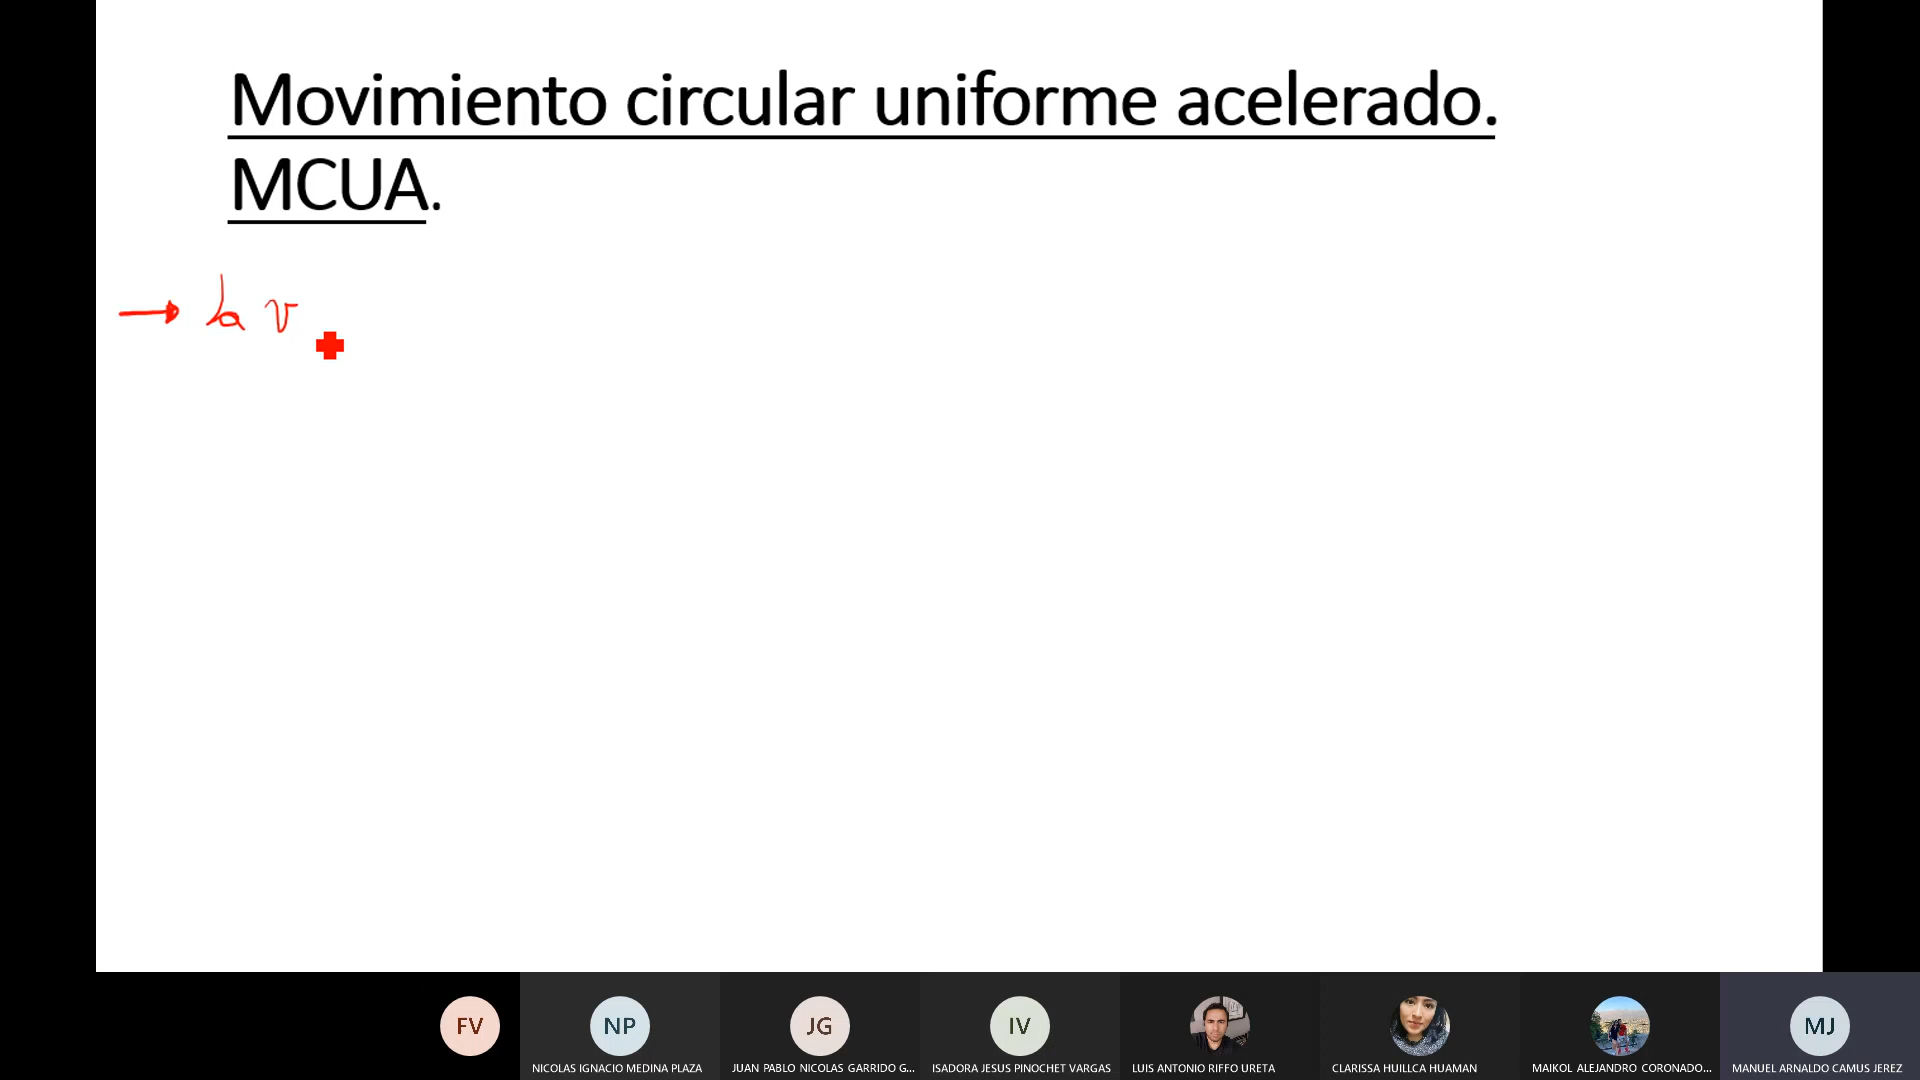 Movimiento circular uniforme acelerado.
MCUA.
→ la v
FV
NP
JG
IV
MJ
NICOLAS IGNACIO MEDINA PLAZA
JUAN PABLO NICOLAS GARRIDO G...
ISADORA JESUS PINOCHET VARGAS
LUIS ANTONIO RIFFO URETA
CLARISSA HUILLCA HUAMAN
MAIKOL ALEJANDRO CORONADO...
MANUEL ARNALDO CAMUS JEREZ